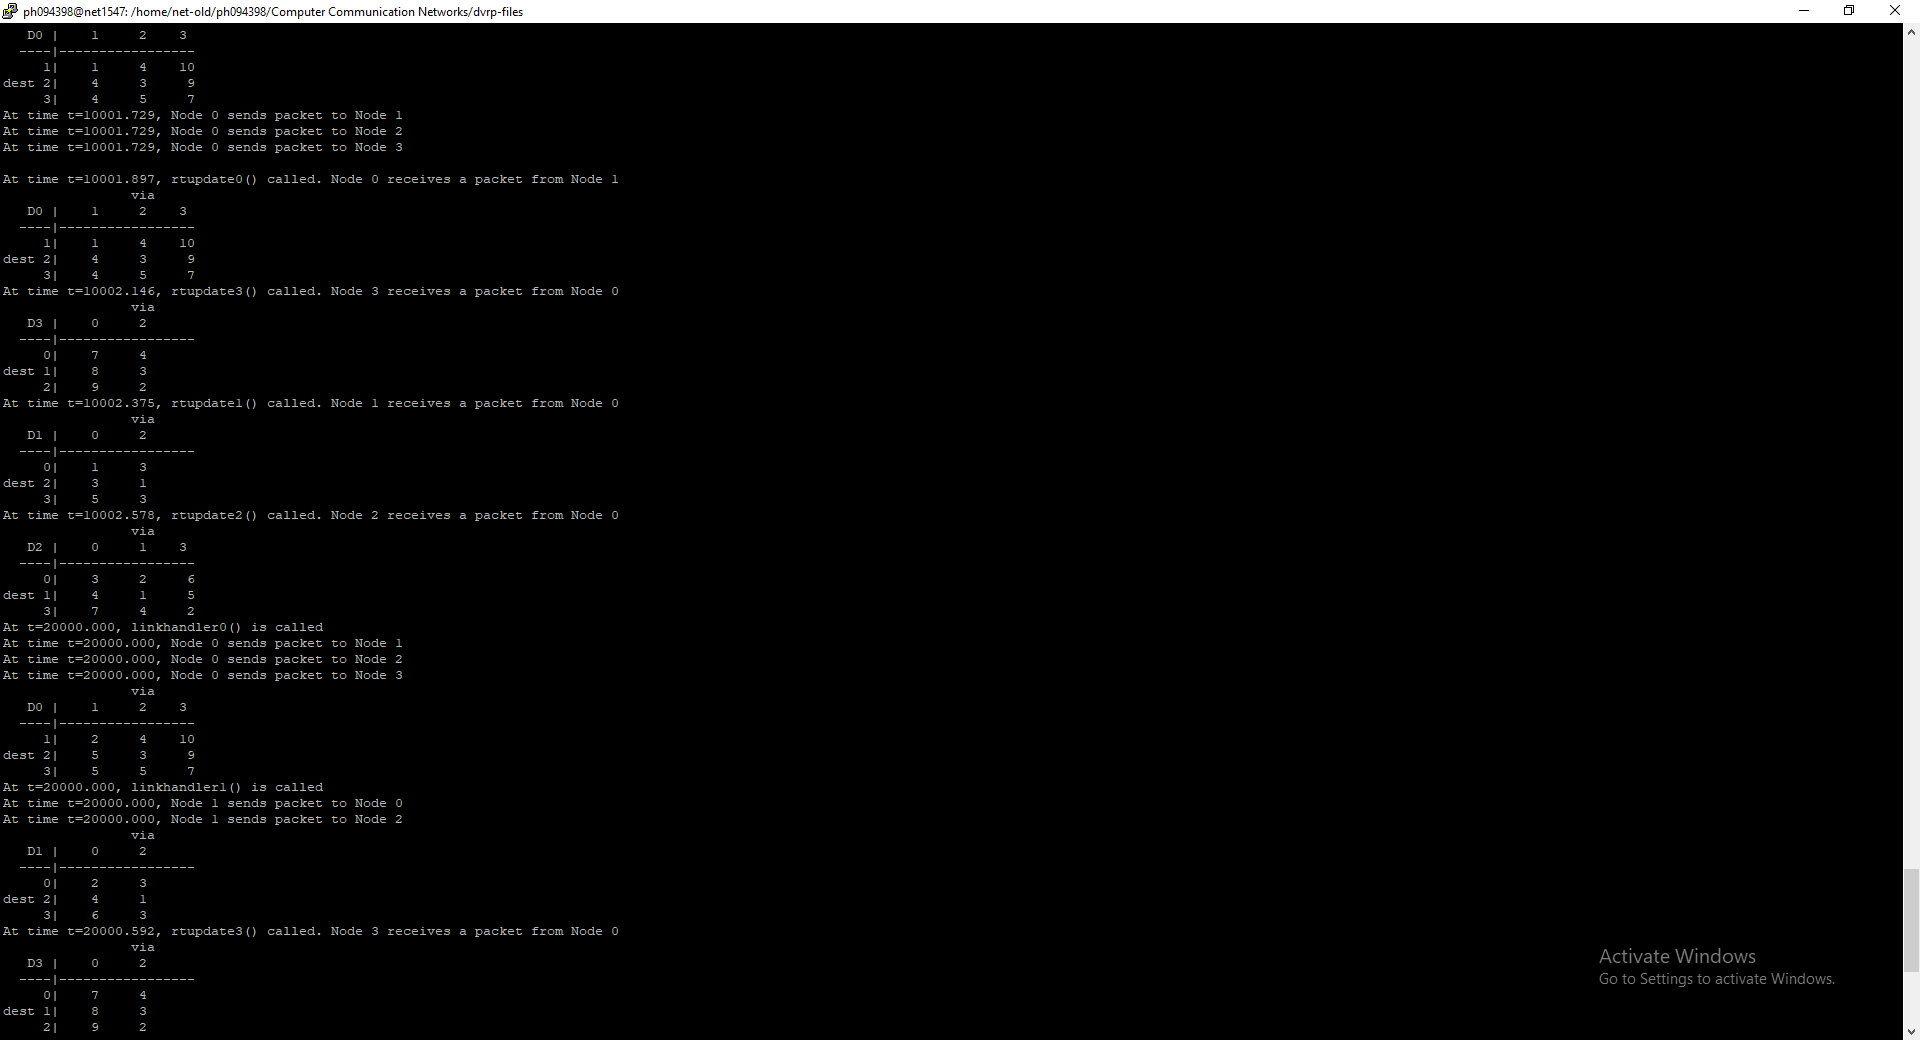 ph094398@net1547: /home/net-old/ph094398/Computer Communication Networks/dvrp-files
   D0 |    1     2    3
  ----|-----------------
     1|    1     4    10
dest 2|    4     3     9
     3|    4     5     7
At time t=10001.729, Node 0 sends packet to Node 1
At time t=10001.729, Node 0 sends packet to Node 2
At time t=10001.729, Node 0 sends packet to Node 3

At time t=10001.897, rtupdate0() called. Node 0 receives a packet from Node 1
                via
   D0 |    1     2    3
  ----|-----------------
     1|    1     4    10
dest 2|    4     3     9
     3|    4     5     7
At time t=10002.146, rtupdate3() called. Node 3 receives a packet from Node 0
                via
   D3 |    0     2
  ----|-----------------
     0|    7     4
dest 1|    8     3
     2|    9     2
At time t=10002.375, rtupdate1() called. Node 1 receives a packet from Node 0
                via
   D1 |    0     2
  ----|-----------------
     0|    1     3
dest 2|    3     1
     3|    5     3
At time t=10002.578, rtupdate2() called. Node 2 receives a packet from Node 0
                via
   D2 |    0     1    3
  ----|-----------------
     0|    3     2     6
dest 1|    4     1     5
     3|    7     4     2
At t=20000.000, linkhandler0() is called
At time t=20000.000, Node 0 sends packet to Node 1
At time t=20000.000, Node 0 sends packet to Node 2
At time t=20000.000, Node 0 sends packet to Node 3
                via
   D0 |    1     2    3
  ----|-----------------
     1|    2     4    10
dest 2|    5     3     9
     3|    5     5     7
At t=20000.000, linkhandler1() is called
At time t=20000.000, Node 1 sends packet to Node 0
At time t=20000.000, Node 1 sends packet to Node 2
                via
   D1 |    0     2
  ----|-----------------
     0|    2     3
dest 2|    4     1
     3|    6     3
At time t=20000.592, rtupdate3() called. Node 3 receives a packet from Node 0
                via
   D3 |    0     2
  ----|-----------------
     0|    7     4
dest 1|    8     3
     2|    9     2
Activate Windows
Go to Settings to activate Windows.